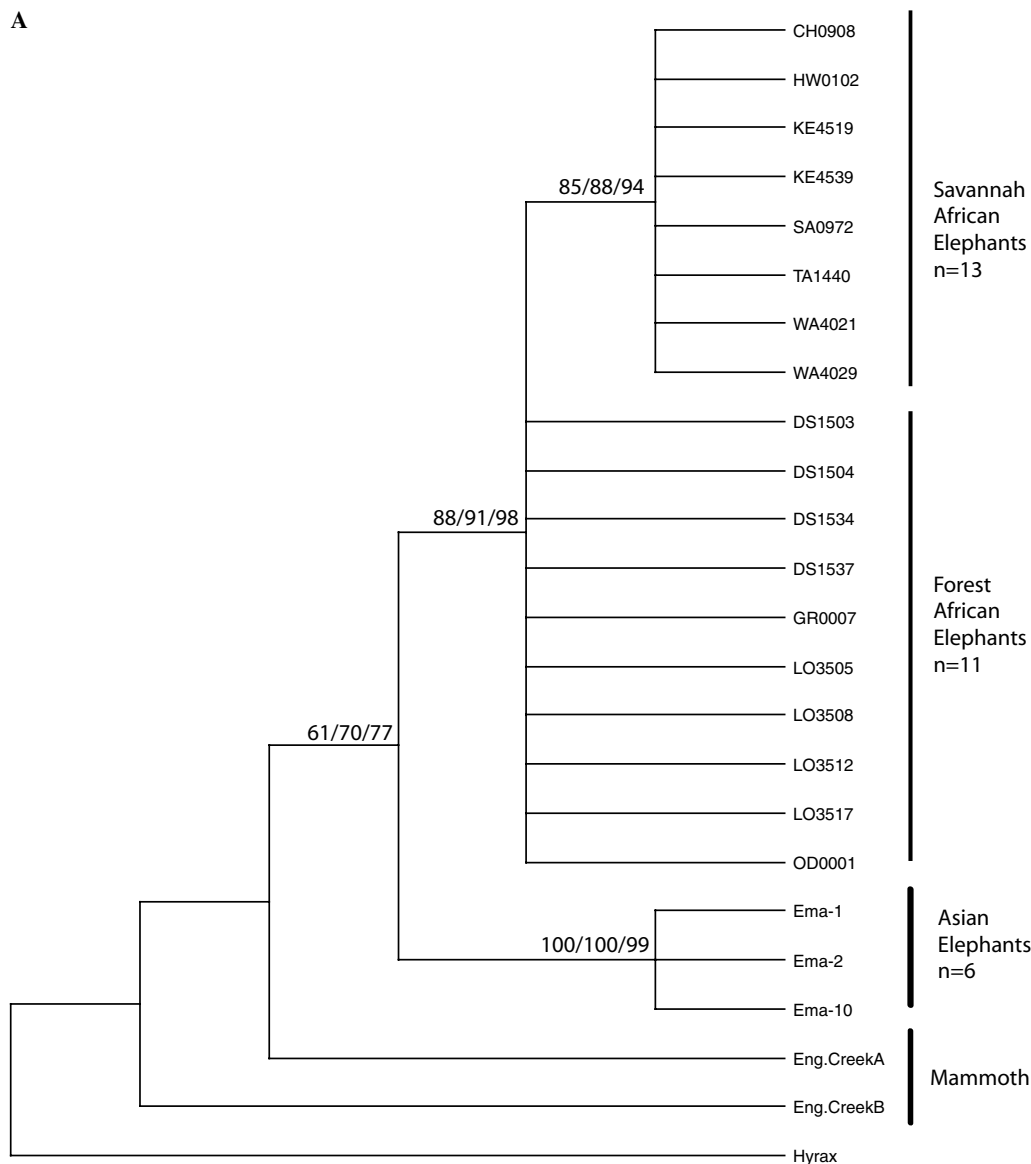 A
CH0908
HW0102
KE4519
KE4539
85/88/94
SA0972
TA1440
WA4021
WA4029
Savannah
African
Elephants
n=13
DS1503
DS1504
DS1534
88/91/98
DS1537
GR0007
LO3505
LO3508
LO3512
LO3517
OD0001
Forest
African
Elephants
n=11
61/70/77
Ema-1
100/100/99
Ema-2
Ema-10
Asian
Elephants
n=6
Eng.CreekA
Eng.CreekB
Mammoth
Hyrax